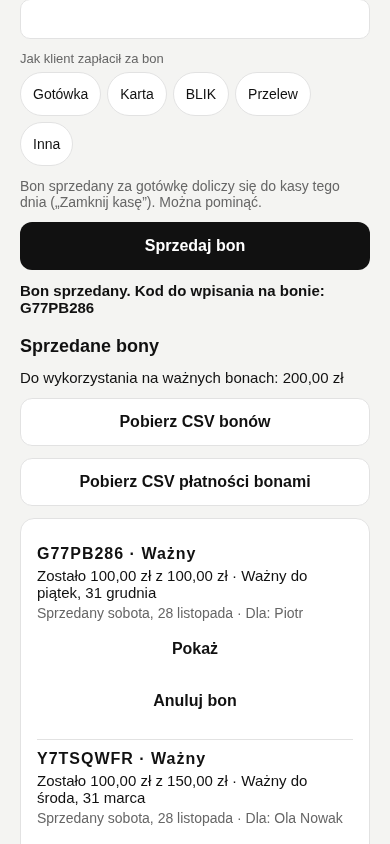 Jak klient zapłacił za bon
Gotówka
Karta
BLIK
Przelew
Inna
Bon sprzedany za gotówkę doliczy się do kasy tego
dnia („Zamknij kasę”). Można pominąć.
Sprzedaj bon
Bon sprzedany. Kod do wpisania na bonie:
G77PB286
Sprzedane bony
Do wykorzystania na ważnych bonach: 200,00 zł
Pobierz CSV bonów
Pobierz CSV płatności bonami
G77PB286 · Ważny
Zostało 100,00 zł z 100,00 zł · Ważny do
piątek, 31 grudnia
Sprzedany sobota, 28 listopada · Dla: Piotr
Pokaż
Anuluj bon
Y7TSQWFR · Ważny
Zostało 100,00 zł z 150,00 zł · Ważny do
środa, 31 marca
Sprzedany sobota, 28 listopada · Dla: Ola Nowak